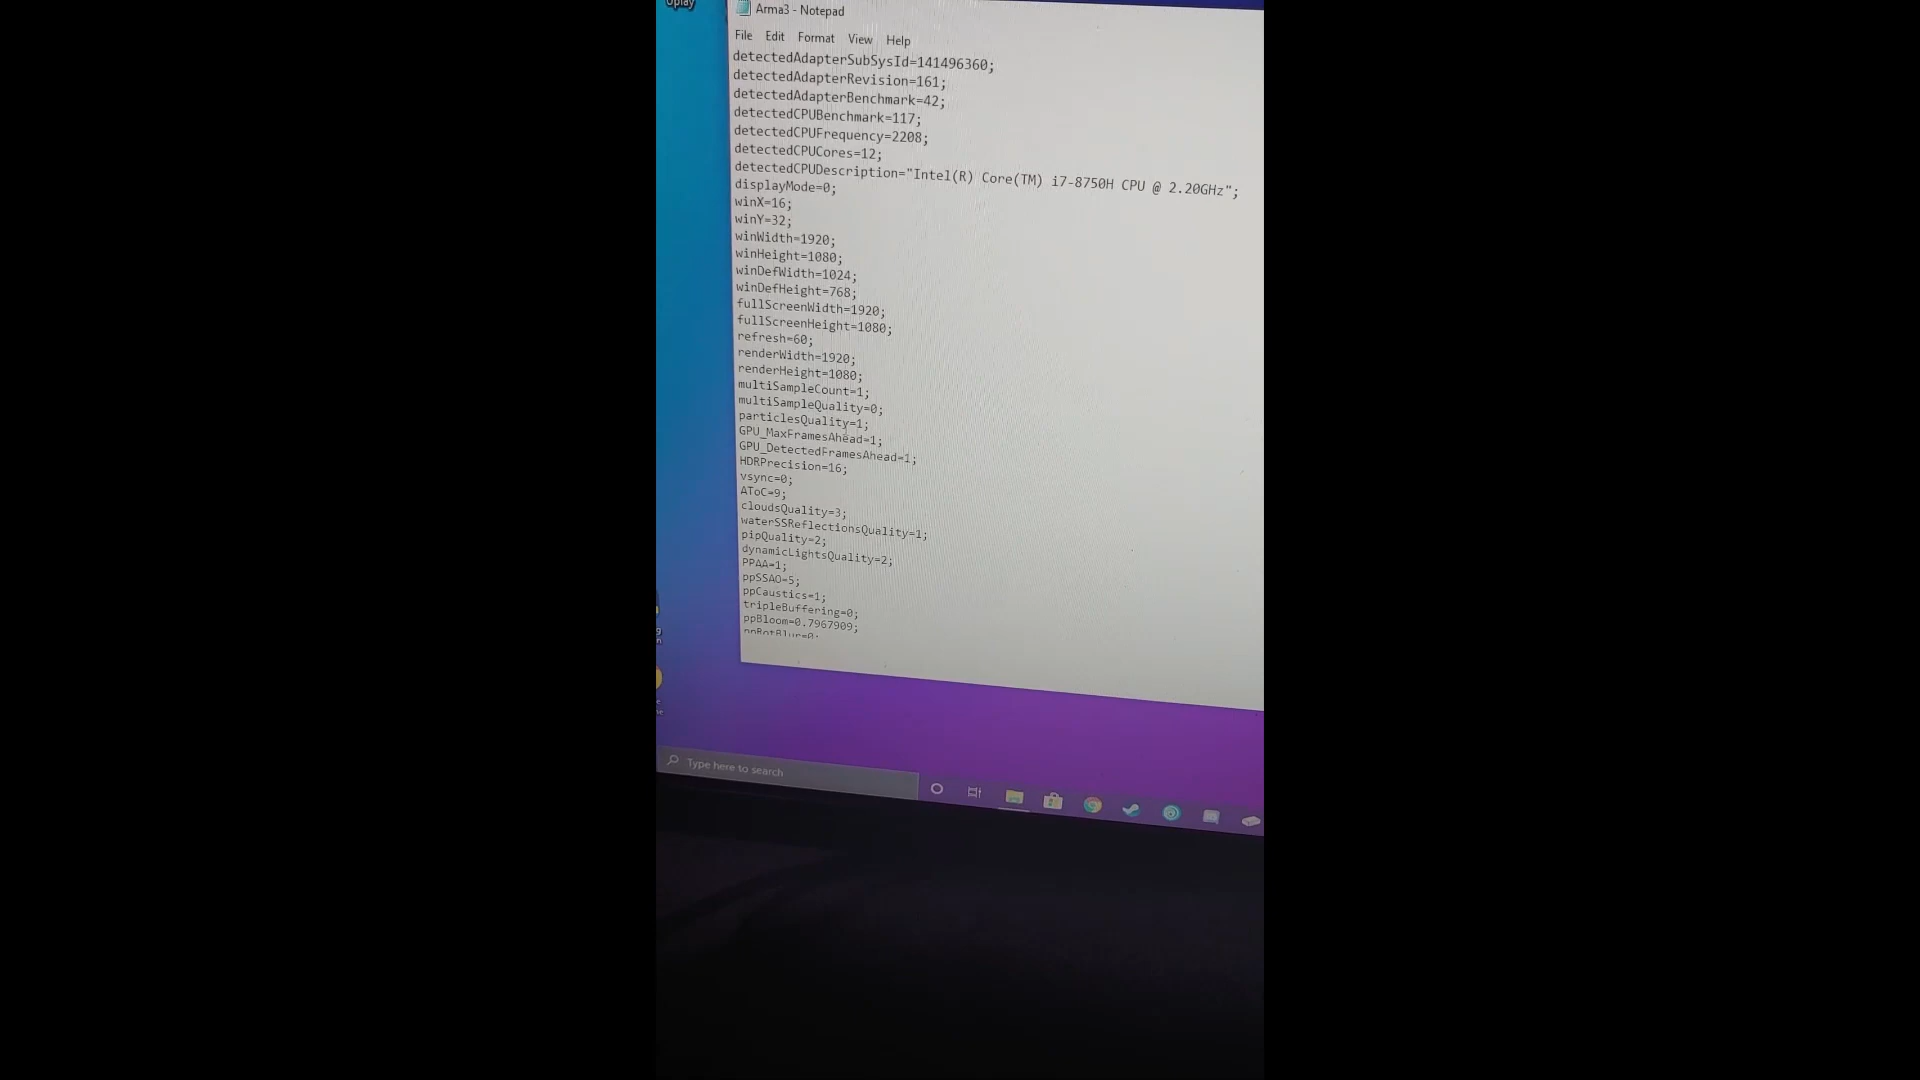 Uplay
Arma3 - Notepad
File Edit Format View Help
detectedAdapterSubSysId=141496360;
detectedAdapterRevision=161;
detectedAdapterBenchmark=42;
detectedCPUBenchmark=117;
detectedCPUFrequency=2208;
detectedCPUCores=12;
detectedCPUDescription="Intel(R) Core(TM) i7-8750H CPU @ 2.20GHz";
displayMode=0;
winX=16;
winY=32;
winWidth=1920;
winHeight=1080;
winDefWidth=1024;
winDefHeight=768;
fullScreenWidth=1920;
fullScreenHeight=1080;
refresh=60;
renderWidth=1920;
renderHeight=1080;
multiSampleCount=1;
multiSampleQuality=0;
particlesQuality=1;
GPU_MaxFramesAhead=1;
GPU_DetectedFramesAhead=1;
HDRPrecision=16;
vsync=0;
AToC=9;
cloudsQuality=3;
waterSSReflectionsQuality=1;
pipQuality=2;
dynamicLightsQuality=2;
PPAA=1;
ppSSAO=5;
ppCaustics=1;
tripleBuffering=0;
ppBloom=0.7967909;
ppRotBlur=0;
Type here to search